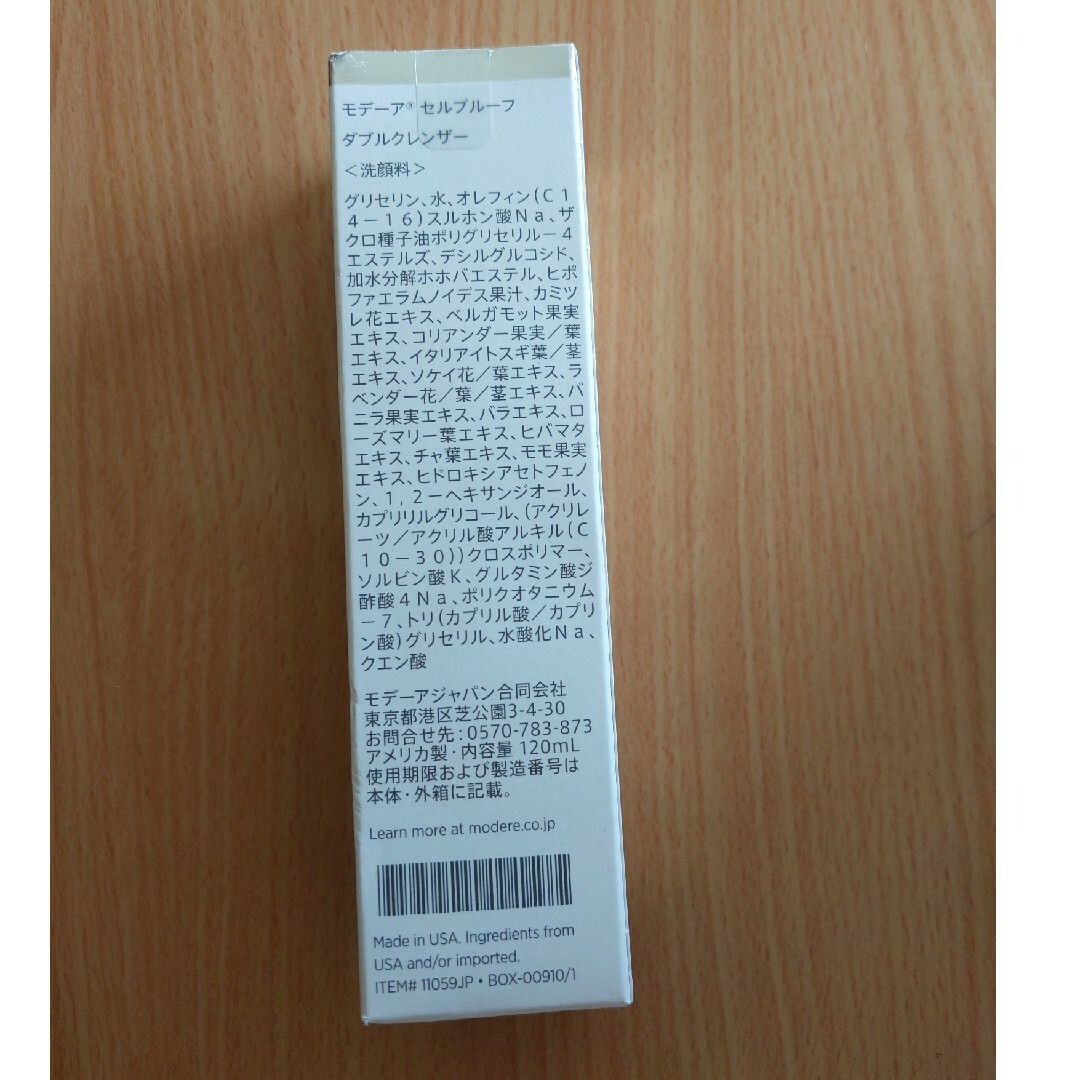 モデーア® セルプルーフ
ダブルクレンザー
＜洗顔料＞
グリセリン、水、オレフィン(Ｃ１
４－１６)スルホン酸Ｎａ、ザ
クロ種子油ポリグリセリル－４
エステルズ、デシルグルコシド、
加水分解ホホバエステル、ヒポ
ファエラムノイデス果汁、カミツ
レ花エキス、ベルガモット果実
エキス、コリアンダー果実／葉
エキス、イタリアイトスギ葉／茎
エキス、ソケイ花／葉エキス、ラ
ベンダー花／葉／茎エキス、バ
ニラ果実エキス、バラエキス、ロ
ーズマリー葉エキス、ヒバマタ
エキス、チャ葉エキス、モモ果実
エキス、ヒドロキシアセトフェノ
ン、１，２－ヘキサンジオール、
カプリリルグリコール、(アクリレ
ーツ／アクリル酸アルキル(Ｃ
１０－３０))クロスポリマー、
ソルビン酸Ｋ、グルタミン酸ジ
酢酸４Ｎａ、ポリクオタニウム
－７、トリ(カプリル酸／カプリ
ン酸)グリセリル、水酸化Ｎａ、
クエン酸
モデーアジャパン合同会社
東京都港区芝公園3-4-30
お問合せ先：0570-783-873
アメリカ製・内容量 120mL
使用期限および製造番号は
本体・外箱に記載。
Learn more at modere.co.jp
Made in USA. Ingredients from
USA and/or imported.
ITEM# 11059JP • BOX-00910/1